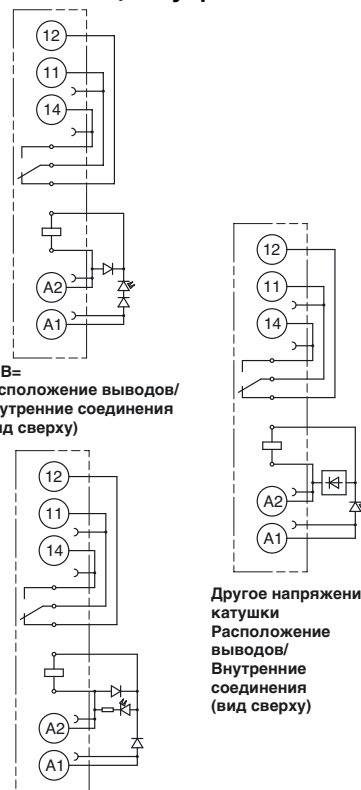 12
11
14
A2
A1
В=
сположение выводов/
утренние соединения
д сверху)
12
11
14
A2
A1
Другое напряжени
катушки
Расположение
выводов/
Внутренние
соединения
(вид сверху)
12
11
14
A2
A1